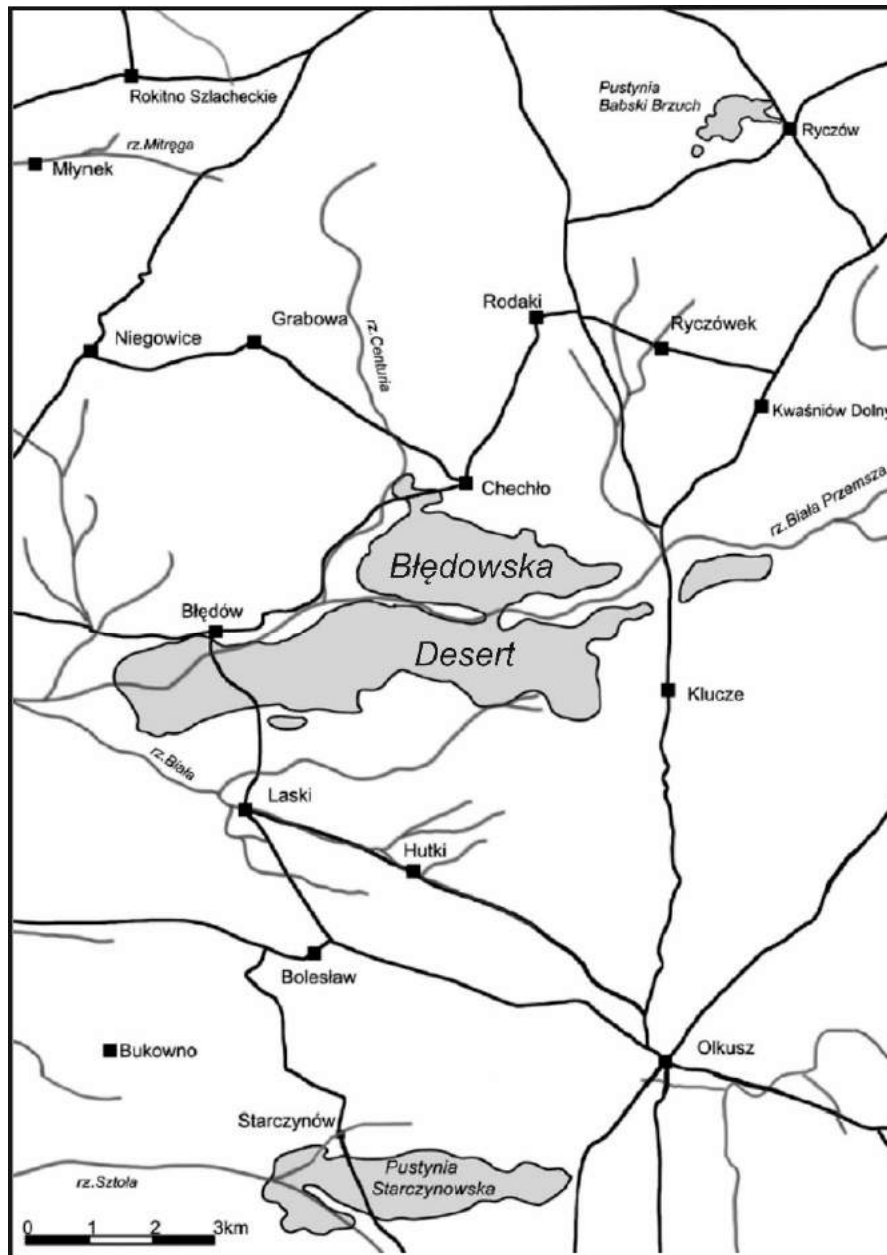 Rokitno Szlacheckie
Pustynia
Babski Brzuch
Ryczów
rz.Mitręga
Młynek
Rodaki
Grabowa
Niegowice
rz.Centuria
Ryczówek
Kwaśniów Dolny
Chechło
rz.Biała Przemsza
Błędowska
Błędów
Desert
Klucze
rz.Biała
Laski
Hutki
Bolesław
Bukowno
Olkusz
Starczynów
Pustynia
Starczynowska
rz.Sztoła
0 1 2 3km